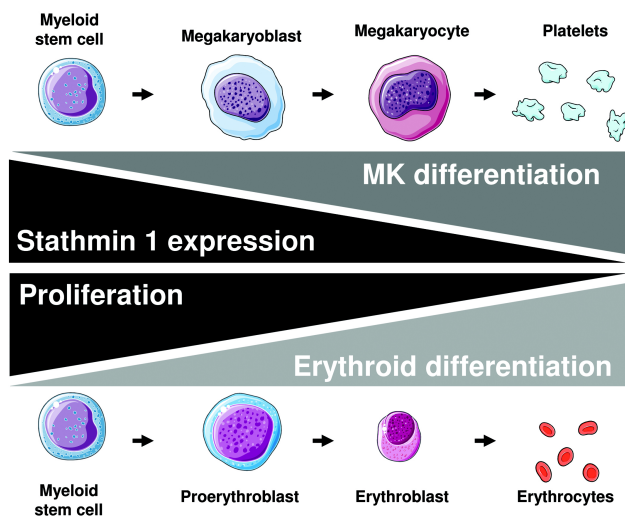 Myeloid
stem cell
Megakaryoblast
Megakaryocyte
Platelets
MK differentiation
Stathmin 1 expression
Proliferation
Erythroid differentiation
Myeloid
stem cell
Proerythroblast
Erythroblast
Erythrocytes